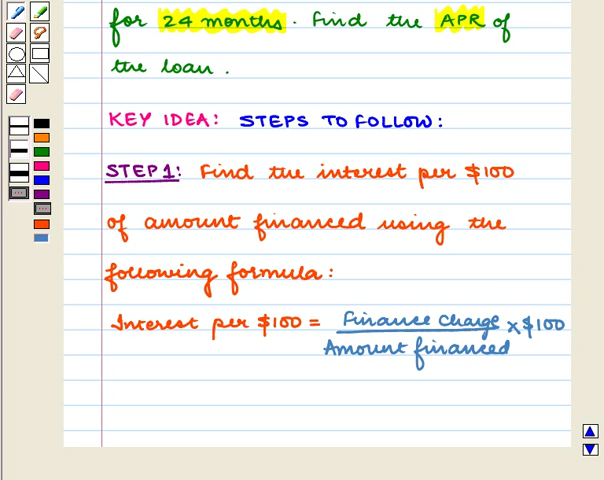 for 24 months. Find the APR of
the loan.
KEY IDEA: STEPS TO FOLLOW:
STEP 1: Find the interest per $100
of amount financed using the
following formula:
Interest per $100 = Finance Charge × $100
Amount financed